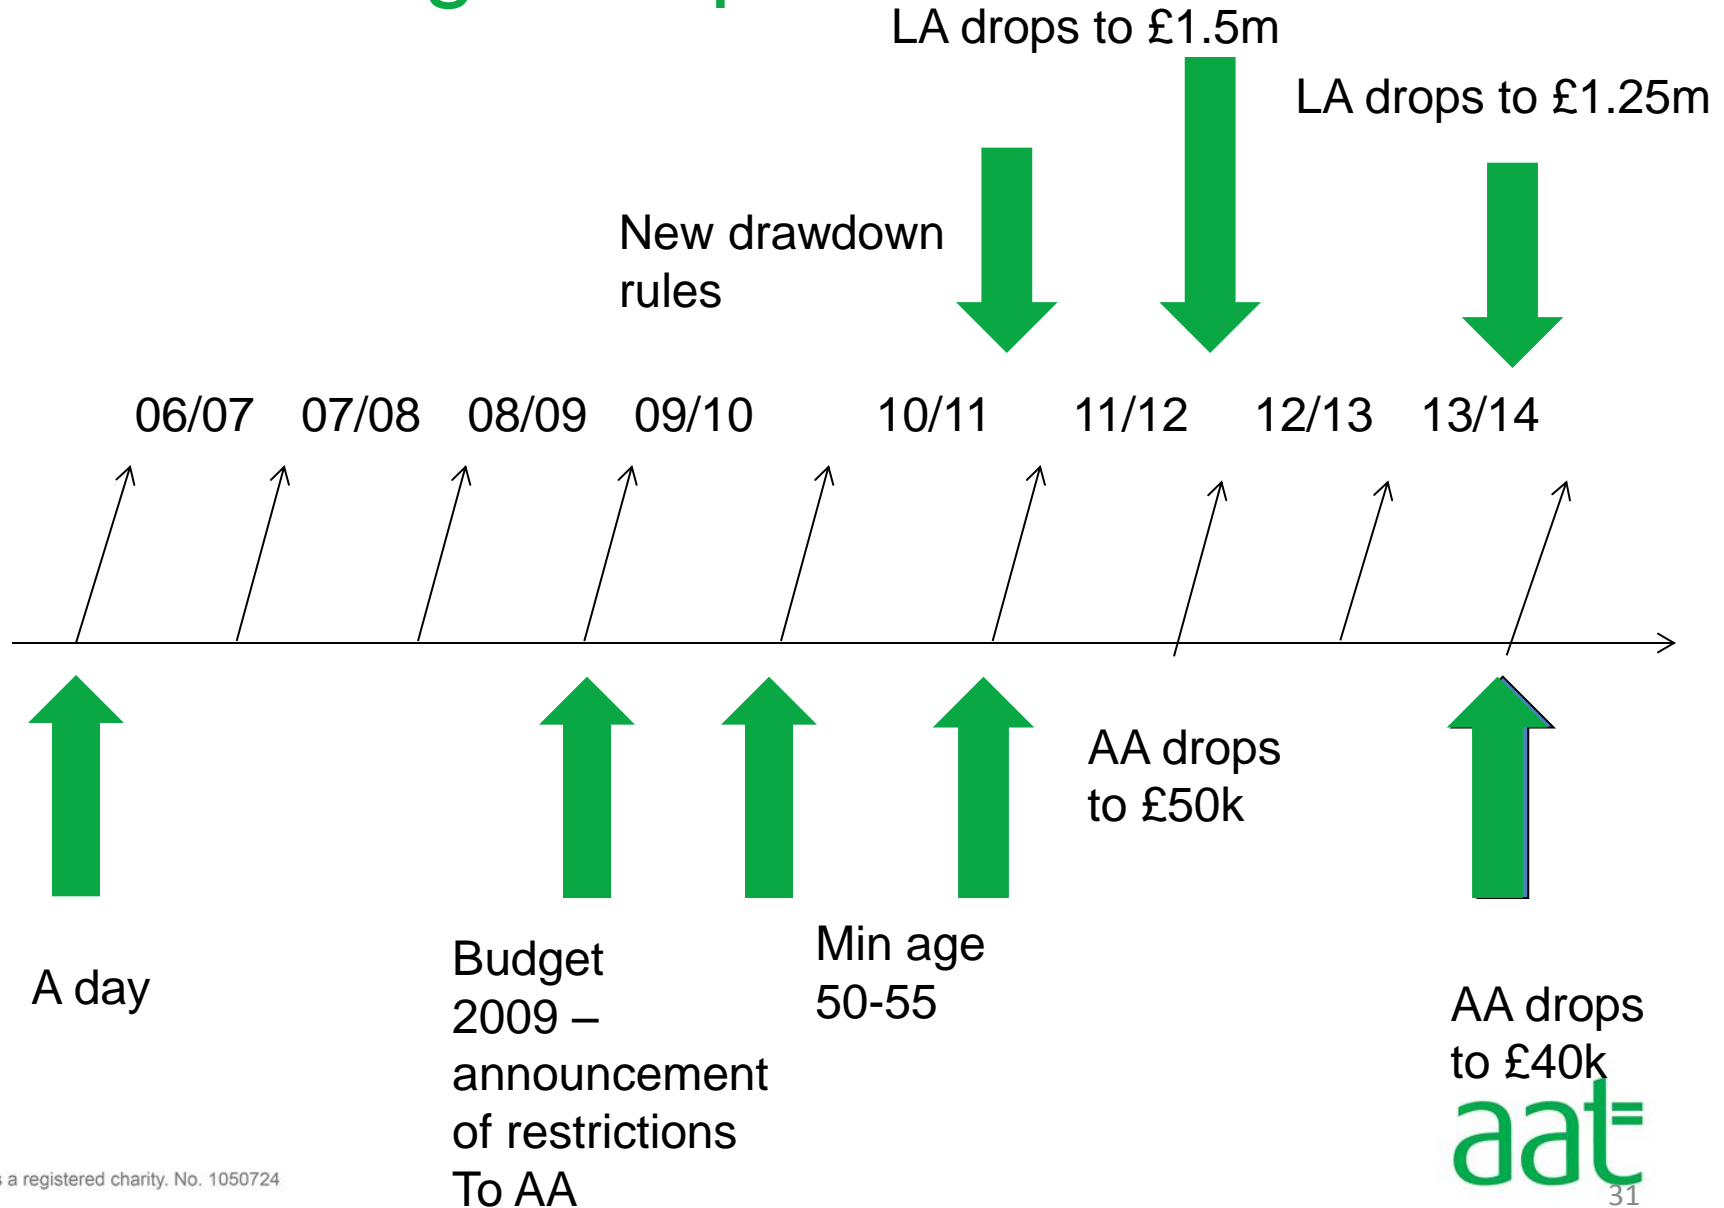 LA drops to £1.5m
LA drops to £1.25m
New drawdown
rules
06/07 07/08 08/09 09/10 10/11 11/12 12/13 13/14
AA drops
to £50k
A day
Budget
2009 –
announcement
of restrictions
To AA
Min age
50-55
AA drops
to £40k
aat
a registered charity. No. 1050724
31